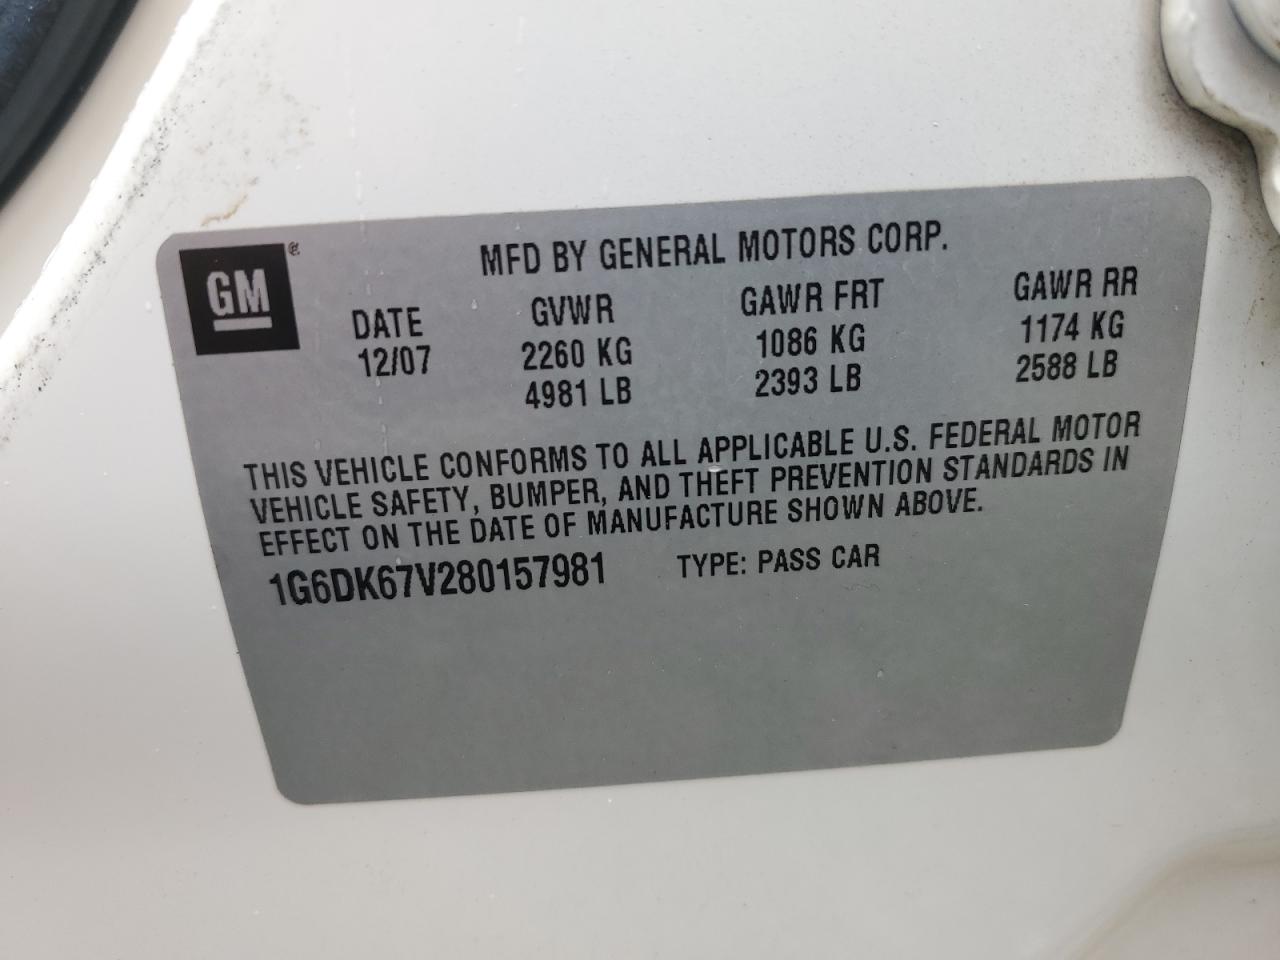 GM ®
MFD BY GENERAL MOTORS CORP.
DATE GVWR GAWR FRT GAWR RR
12/07 2260 KG 1086 KG 1174 KG
4981 LB 2393 LB 2588 LB
THIS VEHICLE CONFORMS TO ALL APPLICABLE U.S. FEDERAL MOTOR
VEHICLE SAFETY, BUMPER, AND THEFT PREVENTION STANDARDS IN
EFFECT ON THE DATE OF MANUFACTURE SHOWN ABOVE.
1G6DK67V280157981 TYPE: PASS CAR